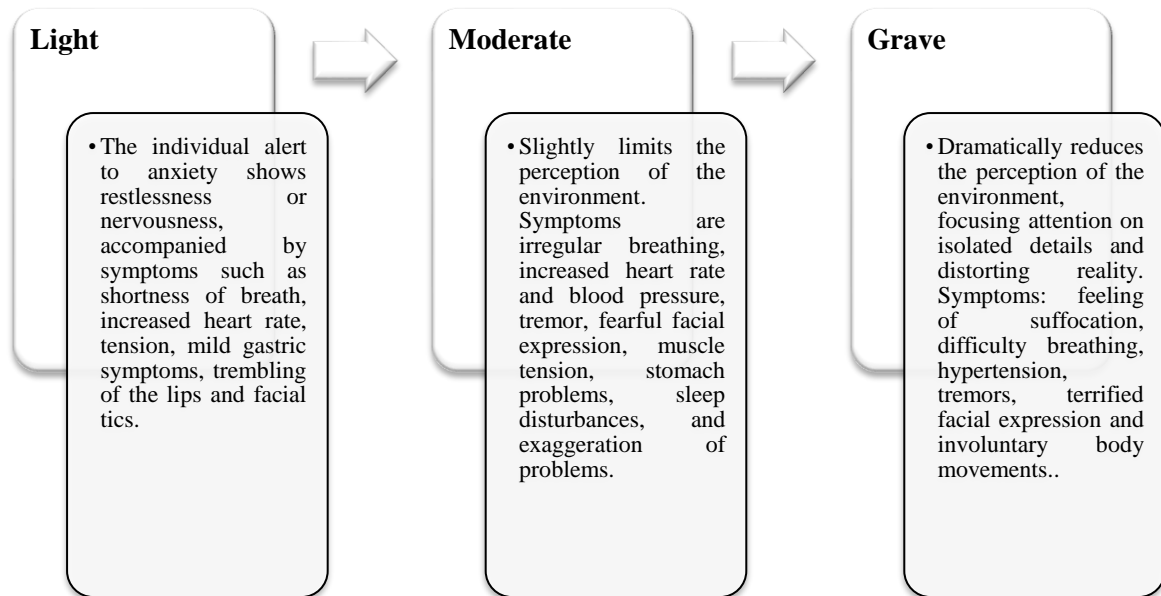 Light
• The individual alert
to anxiety shows
restlessness or
nervousness,
accompanied by
symptoms such as
shortness of breath,
increased heart rate,
tension, mild gastric
symptoms, trembling
of the lips and facial
tics.
Moderate
• Slightly limits the
perception of the
environment.
Symptoms are
irregular breathing,
increased heart rate
and blood pressure,
tremor, fearful facial
expression, muscle
tension, stomach
problems, sleep
disturbances, and
exaggeration of
problems.
Grave
• Dramatically reduces
the perception of the
environment,
focusing attention on
isolated details and
distorting reality.
Symptoms: feeling
of suffocation,
difficulty breathing,
hypertension,
tremors, terrified
facial expression and
involuntary body
movements..